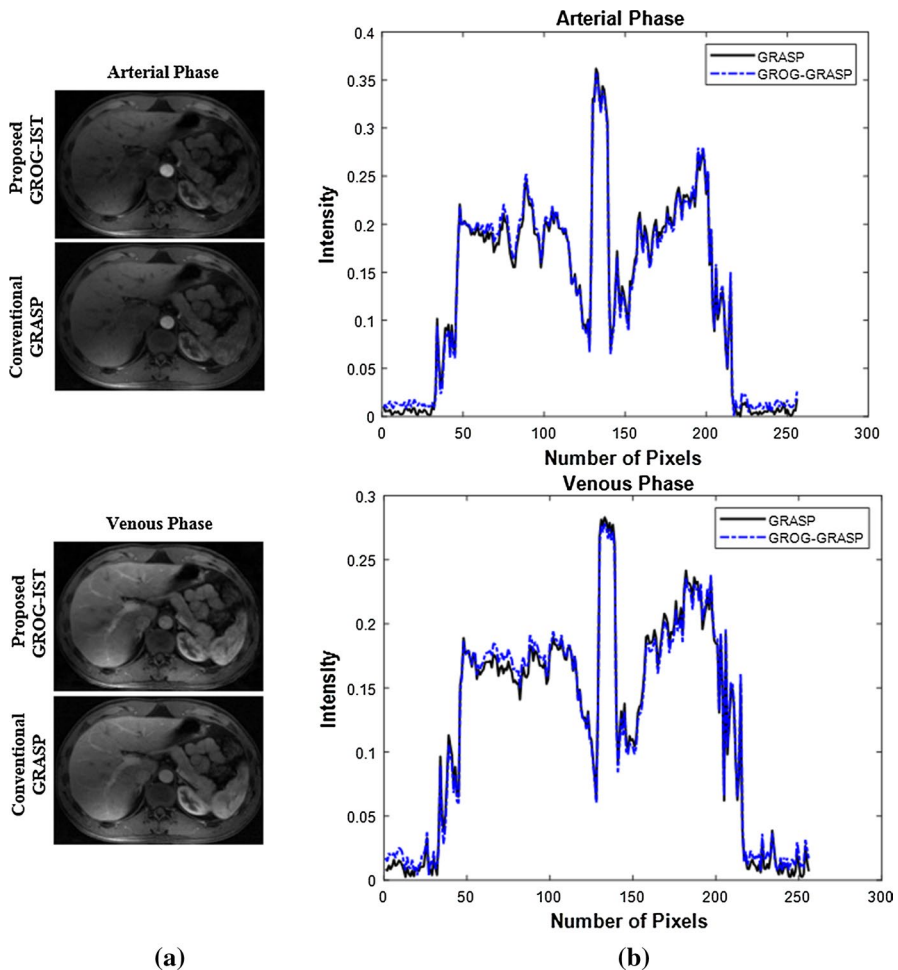 Arterial Phase
Proposed
GROG-IST
Conventional
GRASP
Arterial Phase
GRASP
GROG-GRASP
Intensity
0.4
0.35
0.3
0.25
0.2
0.15
0.1
0.05
0
0
50
100
150
200
250
300
Number of Pixels
Venous Phase
Proposed
GROG-IST
Conventional
GRASP
Venous Phase
GRASP
GROG-GRASP
Intensity
0.3
0.25
0.2
0.15
0.1
0.05
0
0
50
100
150
200
250
300
Number of Pixels
(a)
(b)